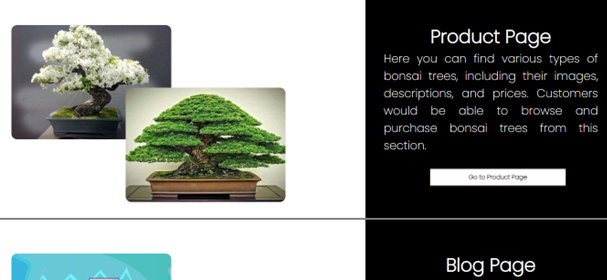 Product Page
Here you can find various types of
bonsai trees, including their images,
descriptions, and prices. Customers
would be able to browse and
purchase bonsai trees from this
section.
Go to Product Page
Blog Page